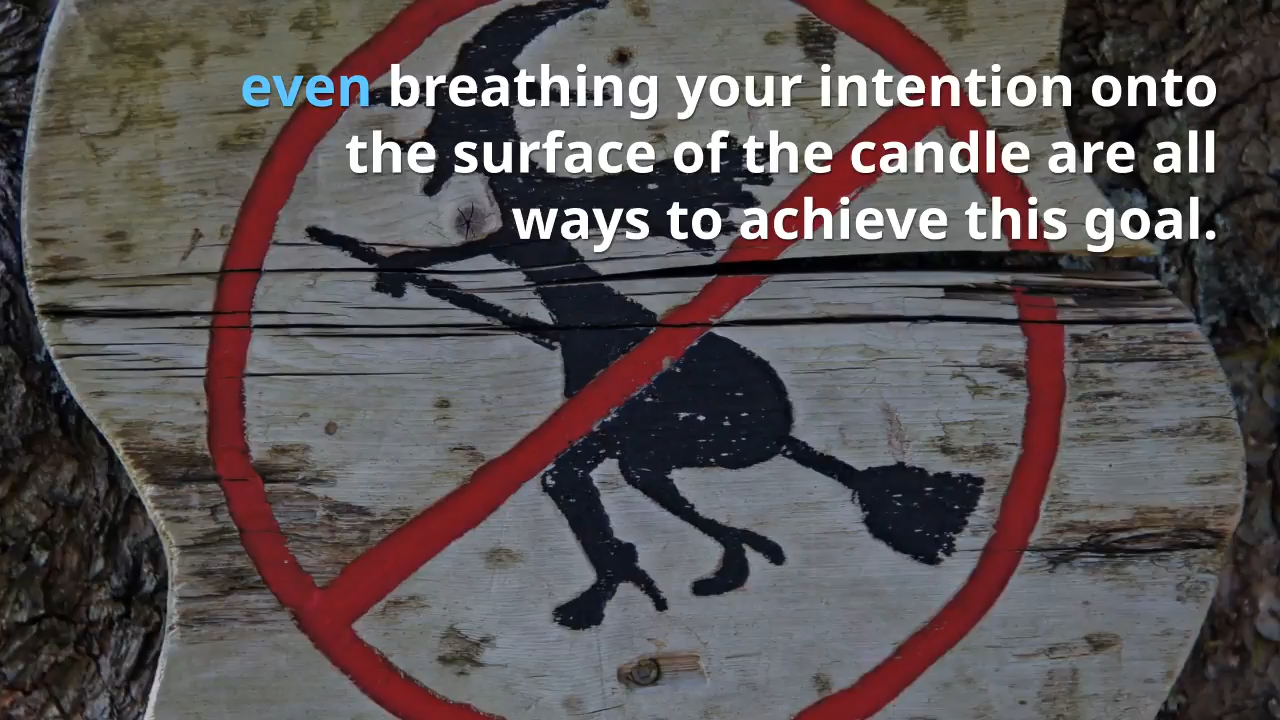 even breathing your intention onto
the surface of the candle are all
ways to achieve this goal.